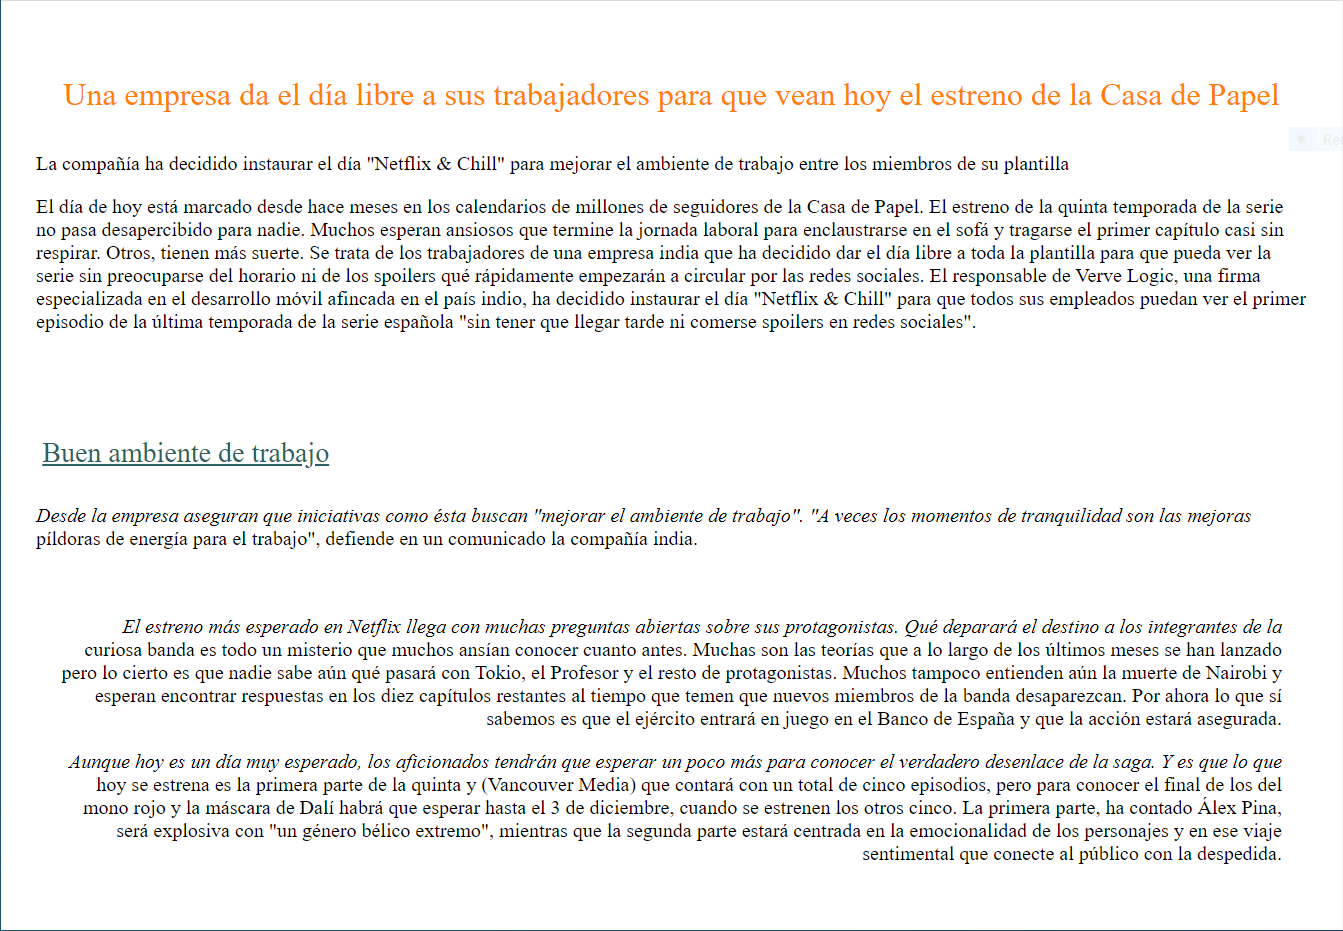 Una empresa da el día libre a sus trabajadores para que vean hoy el estreno de la Casa de Papel
La compañía ha decidido instaurar el día "Netflix & Chill" para mejorar el ambiente de trabajo entre los miembros de su plantilla
El día de hoy está marcado desde hace meses en los calendarios de millones de seguidores de la Casa de Papel. El estreno de la quinta temporada de la serie
no pasa desapercibido para nadie. Muchos esperan ansiosos que termine la jornada laboral para enclaustrarse en el sofá y tragarse el primer capítulo casi sin
respirar. Otros, tienen más suerte. Se trata de los trabajadores de una empresa india que ha decidido dar el día libre a toda la plantilla para que pueda ver la
serie sin preocuparse del horario ni de los spoilers qué rápidamente empezarán a circular por las redes sociales. El responsable de Verve Logic, una firma
especializada en el desarrollo móvil afincada en el país indio, ha decidido instaurar el día "Netflix & Chill" para que todos sus empleados puedan ver el primer
episodio de la última temporada de la serie española "sin tener que llegar tarde ni comerse spoilers en redes sociales".
Buen ambiente de trabajo
Desde la empresa aseguran que iniciativas como ésta buscan "mejorar el ambiente de trabajo". "A veces los momentos de tranquilidad son las mejoras
píldoras de energía para el trabajo", defiende en un comunicado la compañía india.
El estreno más esperado en Netflix llega con muchas preguntas abiertas sobre sus protagonistas. Qué deparará el destino a los integrantes de la
curiosa banda es todo un misterio que muchos ansían conocer cuanto antes. Muchas son las teorías que a lo largo de los últimos meses se han lanzado
pero lo cierto es que nadie sabe aún qué pasará con Tokio, el Profesor y el resto de protagonistas. Muchos tampoco entienden aún la muerte de Nairobi y
esperan encontrar respuestas en los diez capítulos restantes al tiempo que temen que nuevos miembros de la banda desaparezcan. Por ahora lo que sí
sabemos es que el ejército entrará en juego en el Banco de España y que la acción estará asegurada.
Aunque hoy es un día muy esperado, los aficionados tendrán que esperar un poco más para conocer el verdadero desenlace de la saga. Y es que lo que
hoy se estrena es la primera parte de la quinta y (Vancouver Media) que contará con un total de cinco episodios, pero para conocer el final de los del
mono rojo y la máscara de Dalí habrá que esperar hasta el 3 de diciembre, cuando se estrenen los otros cinco. La primera parte, ha contado Álex Pina,
será explosiva con "un género bélico extremo", mientras que la segunda parte estará centrada en la emocionalidad de los personajes y en ese viaje
sentimental que conecte al público con la despedida.